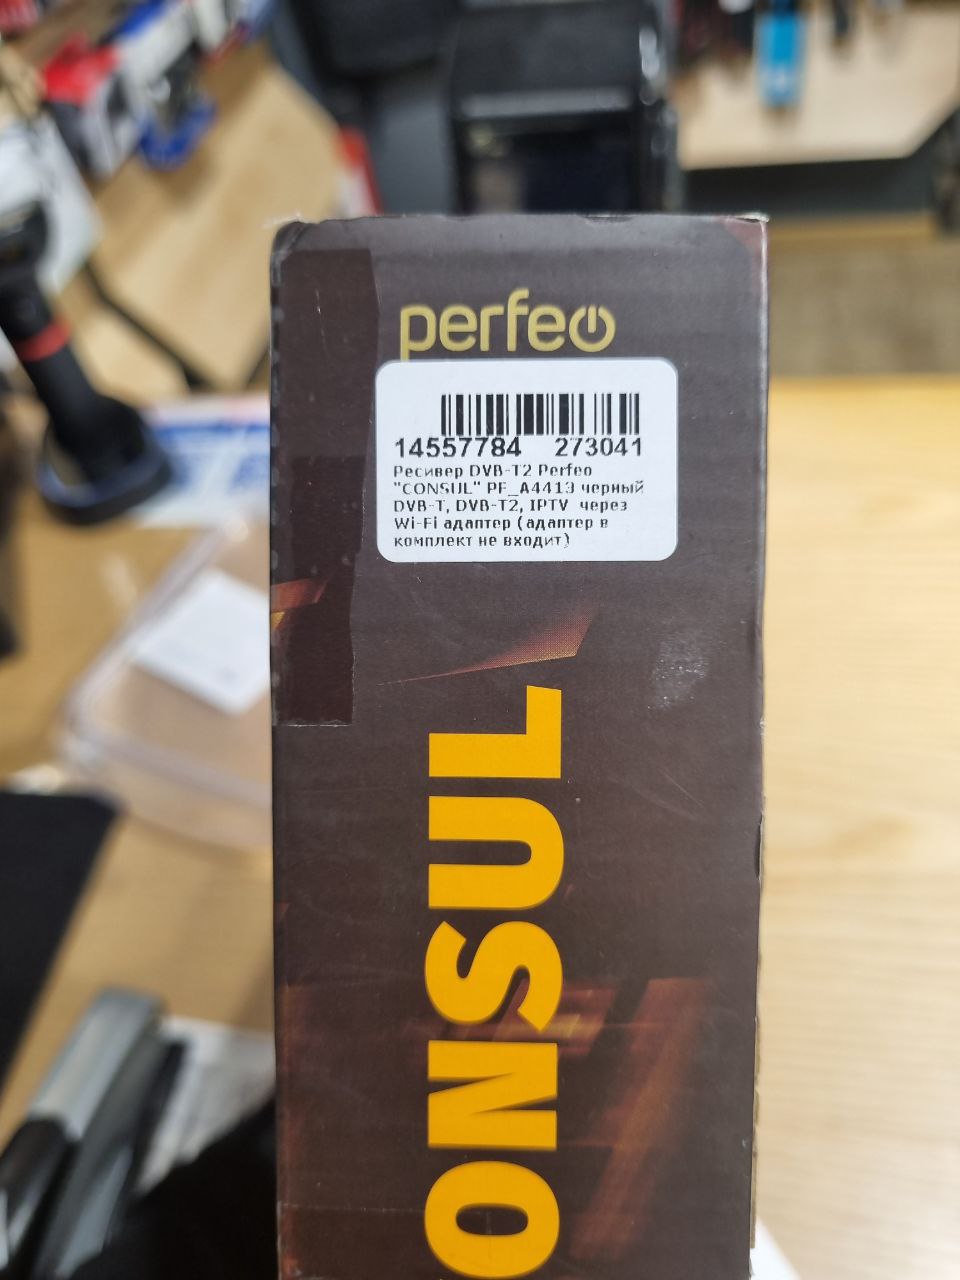 perfeo
14557784 273041
Ресивер DVB-T2 Perfeo
"CONSUL" PF_A4413 черный
DVB-T, DVB-T2, IPTV через
Wi-Fi адаптер (адаптер в
комплект не входит)
ONSUL